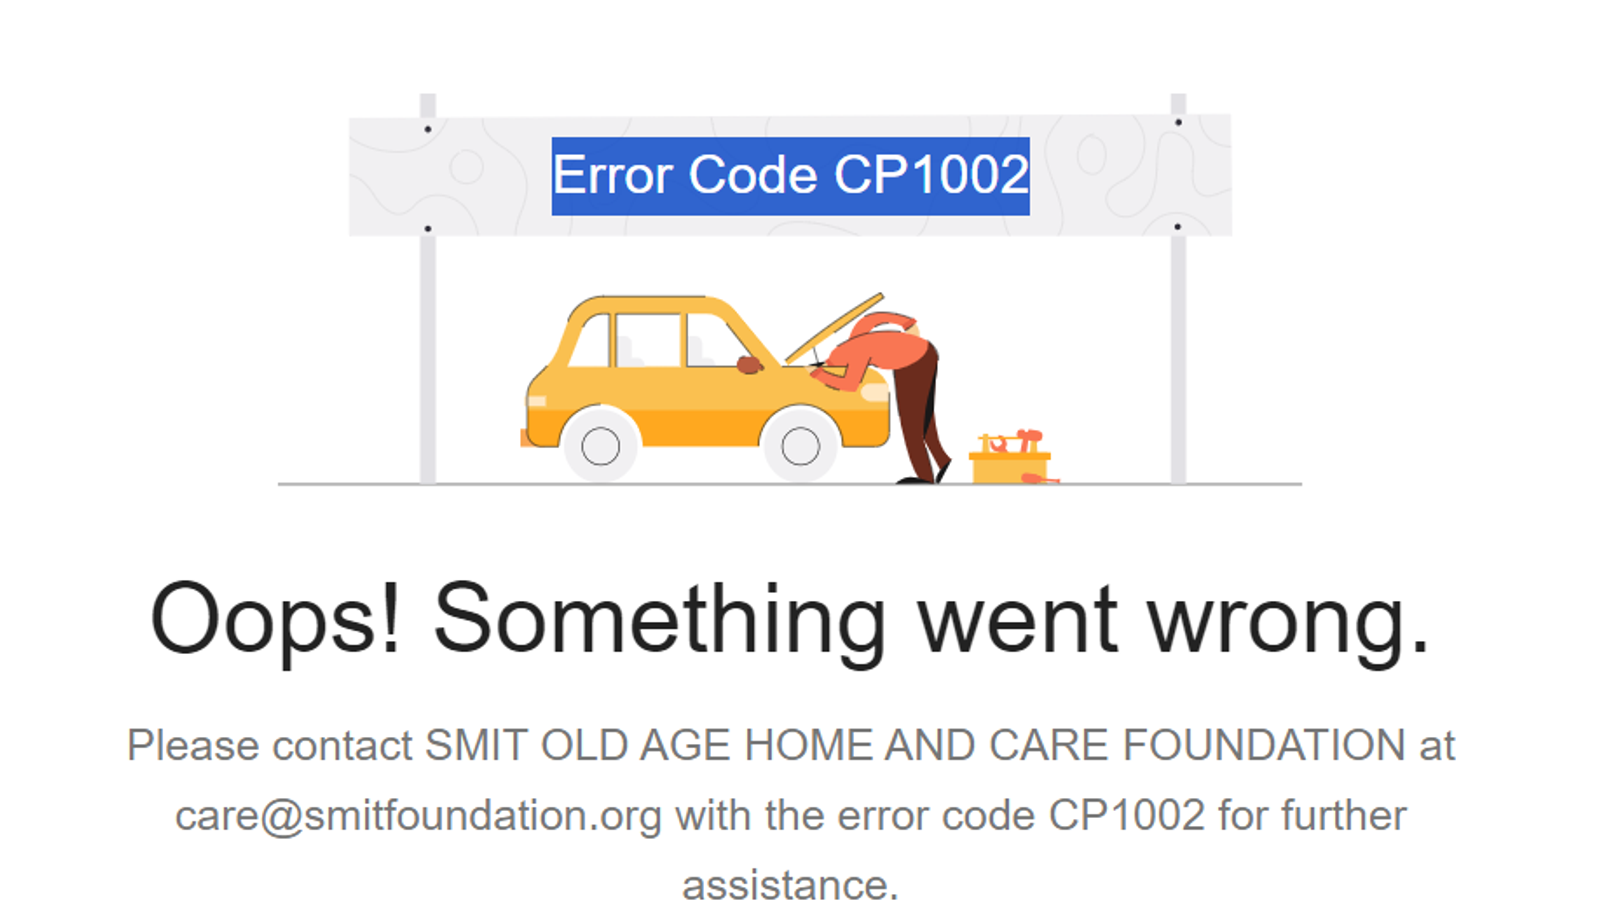 Error Code CP1002
Oops! Something went wrong.
Please contact SMIT OLD AGE HOME AND CARE FOUNDATION at
care@smitfoundation.org with the error code CP1002 for further
assistance.